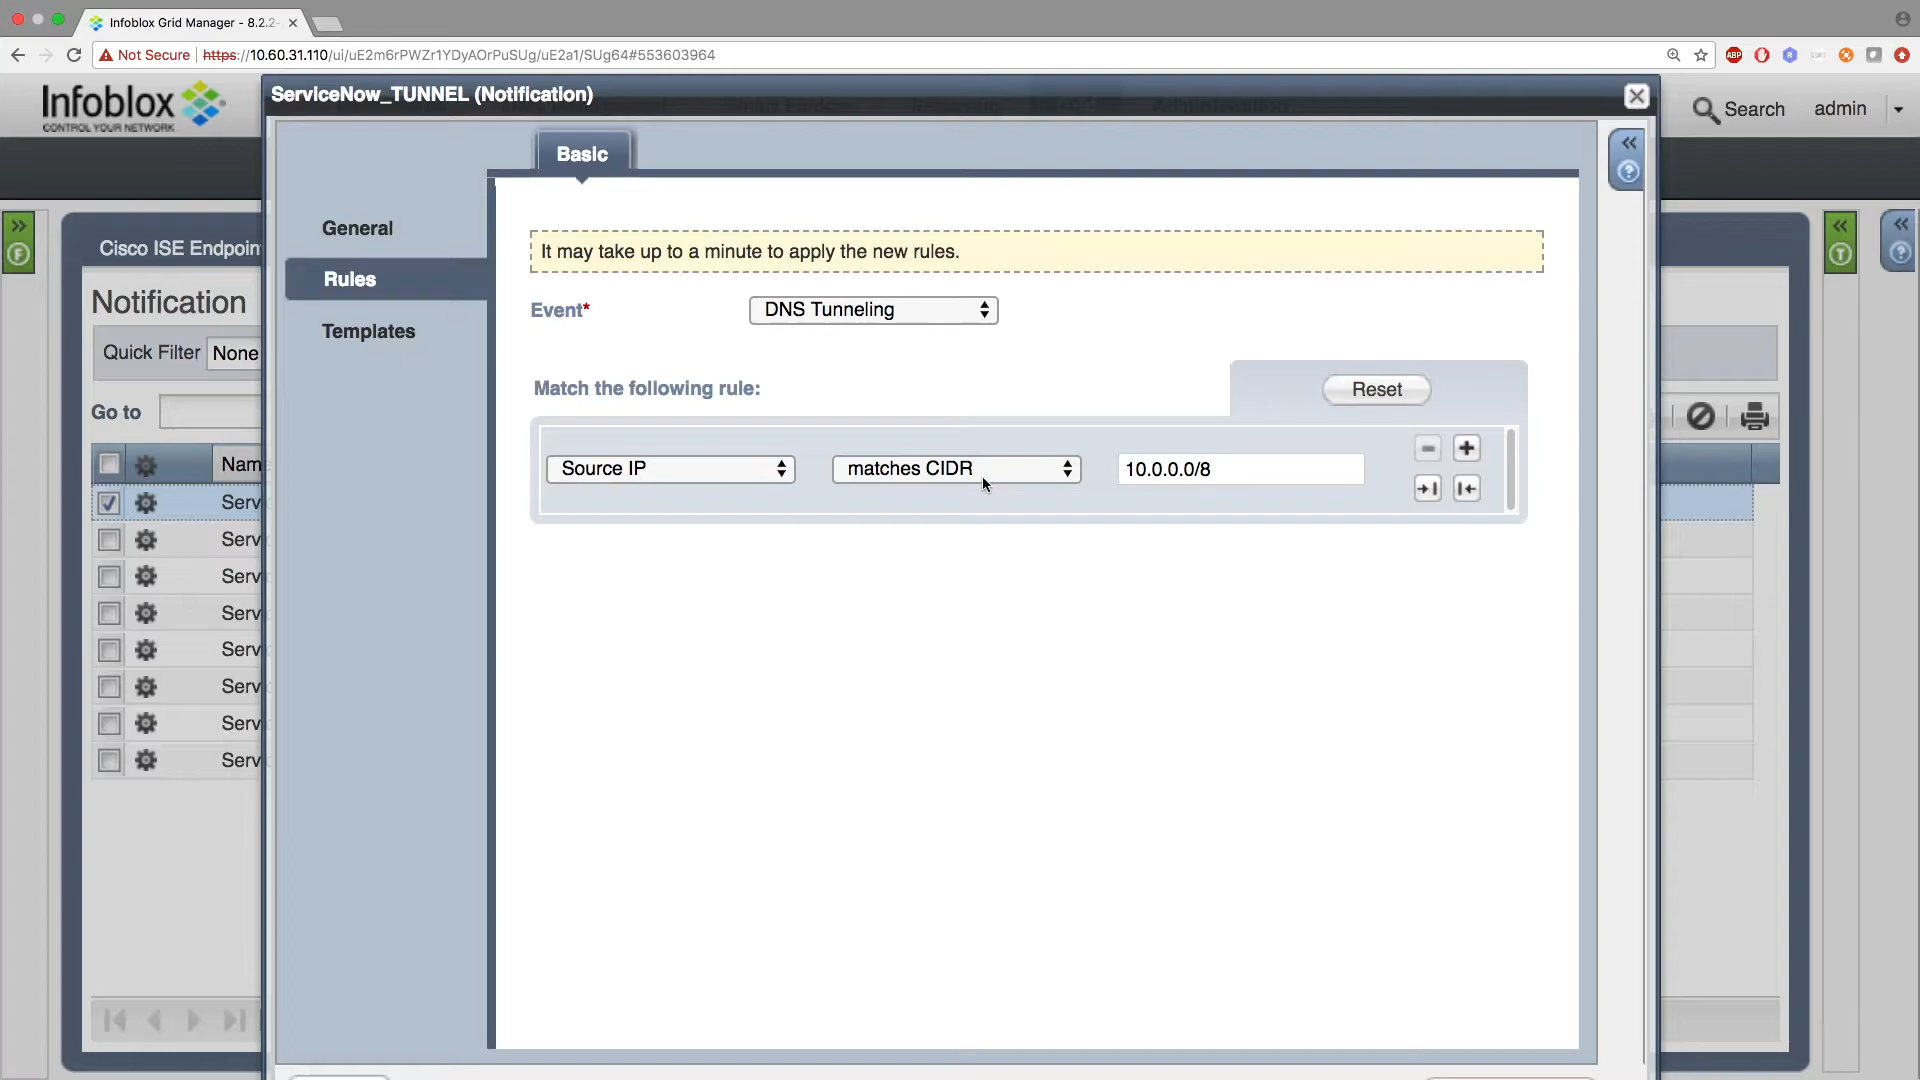 Infoblox Grid Manager - 8.2.2-
Not Secure https://10.60.31.110/ui/uE2m6rPWZr1YDyAOrPuSUg/uE2a1/SUg64#553603964
ABP
Infoblox
CONTROL YOUR NETWORK
ServiceNow_TUNNEL (Notification)
Search
admin
Basic
General
Rules
Templates
It may take up to a minute to apply the new rules.
Event*
DNS Tunneling
Match the following rule:
Reset
Source IP
matches CIDR
10.0.0.0/8
F
T
Cisco ISE Endpoin
Notification
Quick Filter None
Go to
Name
Serv
Serv
Serv
Serv
Serv
Serv
Serv
Serv